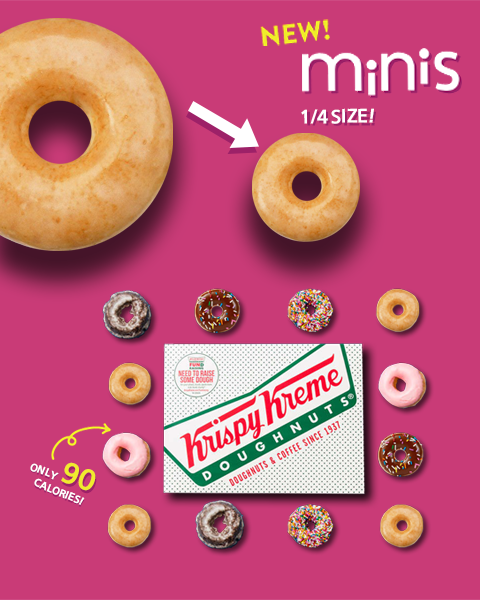 NEW!
minis
1/4 SIZE!
NEED TO RAISE
SOME DOUGH
Krispy Kreme®
DOUGHNUTS
DOUGHNUTS & COFFEE SINCE 1937
ONLY 90
CALORIES!